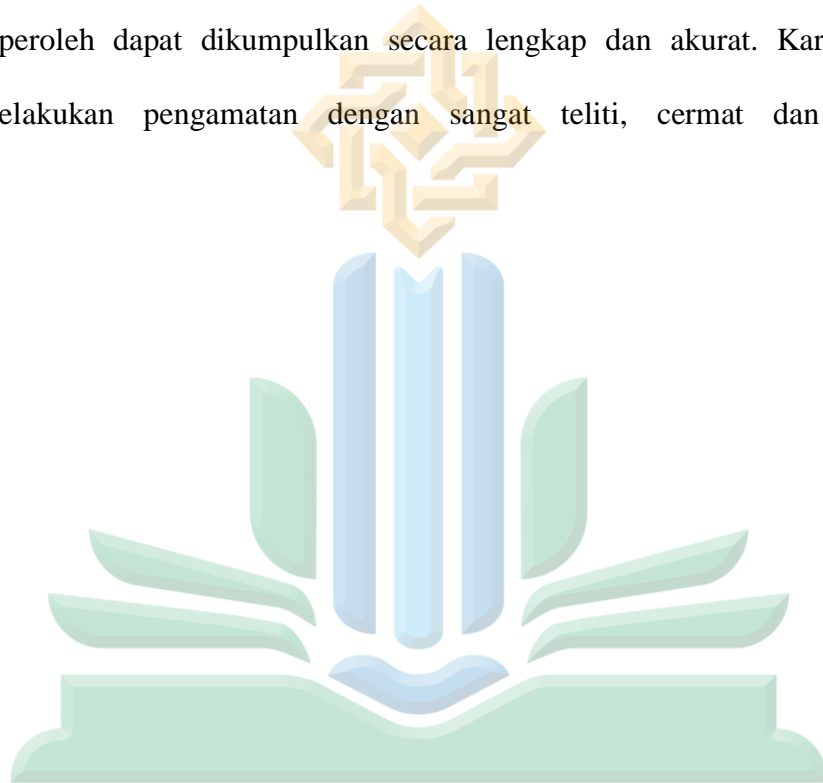 peroleh dapat dikumpulkan secara lengkap dan akurat. Kar
elakukan pengamatan dengan sangat teliti, cermat dan